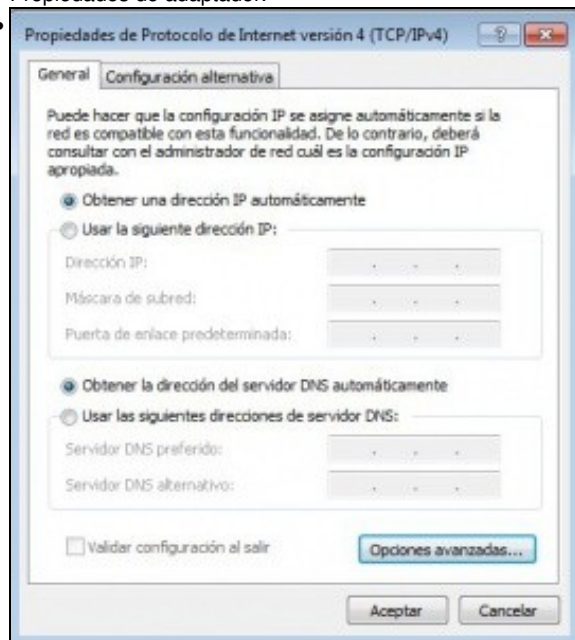 Propiedades de adaptador.
Propiedades de Protocolo de Internet versión 4 (TCP/IPv4)
General
Configuración alternativa
Puede hacer que la configuración IP se asigne automáticamente si la
red es compatible con esta funcionalidad. De lo contrario, deberá
consultar con el administrador de red cuál es la configuración IP
apropiada.
Obtener una dirección IP automáticamente
Usar la siguiente dirección IP:
Dirección IP:
Máscara de subred:
Puerta de enlace predeterminada:
Obtener la dirección del servidor DNS automáticamente
Usar las siguientes direcciones de servidor DNS:
Servidor DNS preferido:
Servidor DNS alternativo:
Validar configuración al salir
Opciones avanzadas...
Aceptar
Cancelar